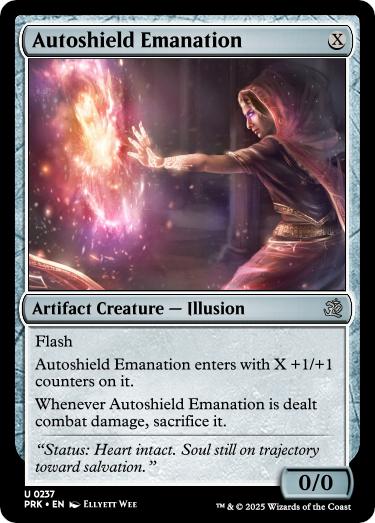 Autoshield Emanation X
Artifact Creature — Illusion
Flash
Autoshield Emanation enters with X +1/+1
counters on it.
Whenever Autoshield Emanation is dealt
combat damage, sacrifice it.
“Status: Heart intact. Soul still on trajectory
toward salvation.”
0/0
U 0237
PRK • EN Ellyett Wee
™ & © 2025 Wizards of the Coast